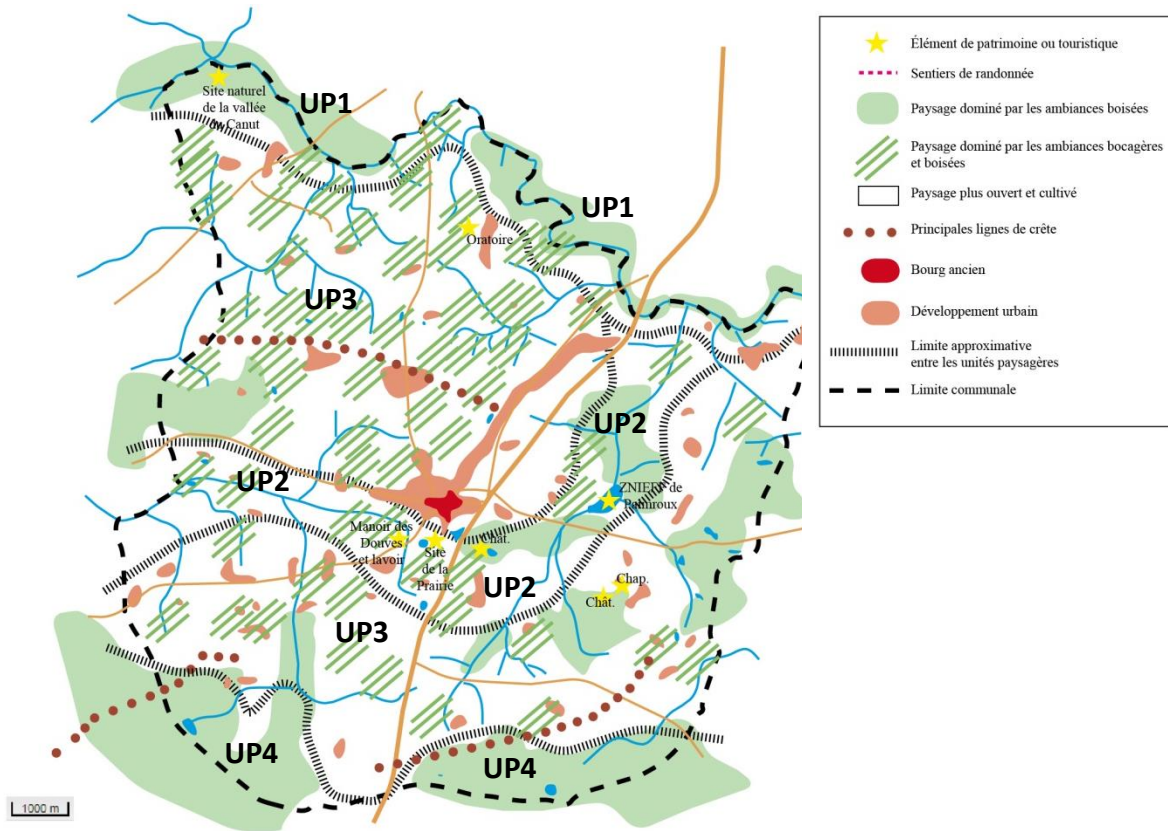 UP1
Site naturel
de la vallée
du Canut
UP1
Oratoire
UP3
UP2
UP2
ZNIEFF de
Painroux
Manoir des
Douves
et lavoir
Site
de la
Prairie
Chât.
UP2
Chap.
Chât.
UP3
UP4
UP4
1000 m
Élément de patrimoine ou touristique
Sentiers de randonnée
Paysage dominé par les ambiances boisées
Paysage dominé par les ambiances bocagères
et boisées
Paysage plus ouvert et cultivé
Principales lignes de crête
Bourg ancien
Développement urbain
Limite approximative
entre les unités paysagères
Limite communale